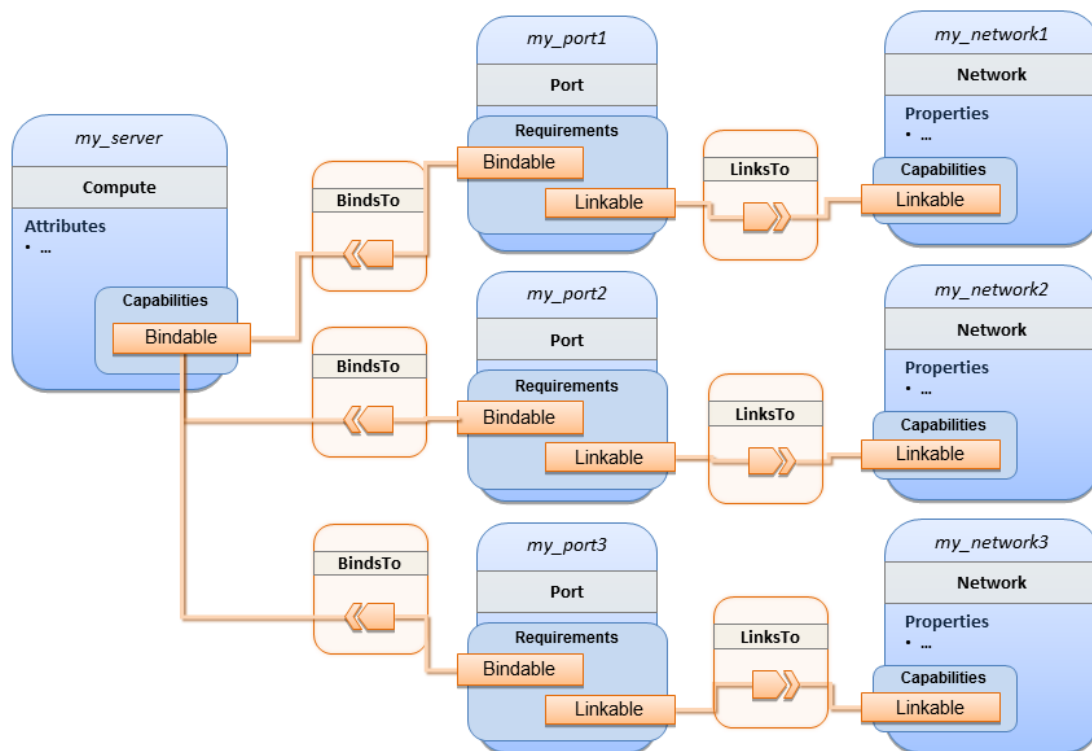 my_server
Compute
Attributes
• ...
Capabilities
Bindable
BindsTo
my_port1
Port
Requirements
Bindable
Linkable
LinksTo
my_network1
Network
Properties
• ...
Capabilities
Linkable
BindsTo
my_port2
Port
Requirements
Bindable
Linkable
LinksTo
my_network2
Network
Properties
• ...
Capabilities
Linkable
BindsTo
my_port3
Port
Requirements
Bindable
Linkable
LinksTo
my_network3
Network
Properties
• ...
Capabilities
Linkable